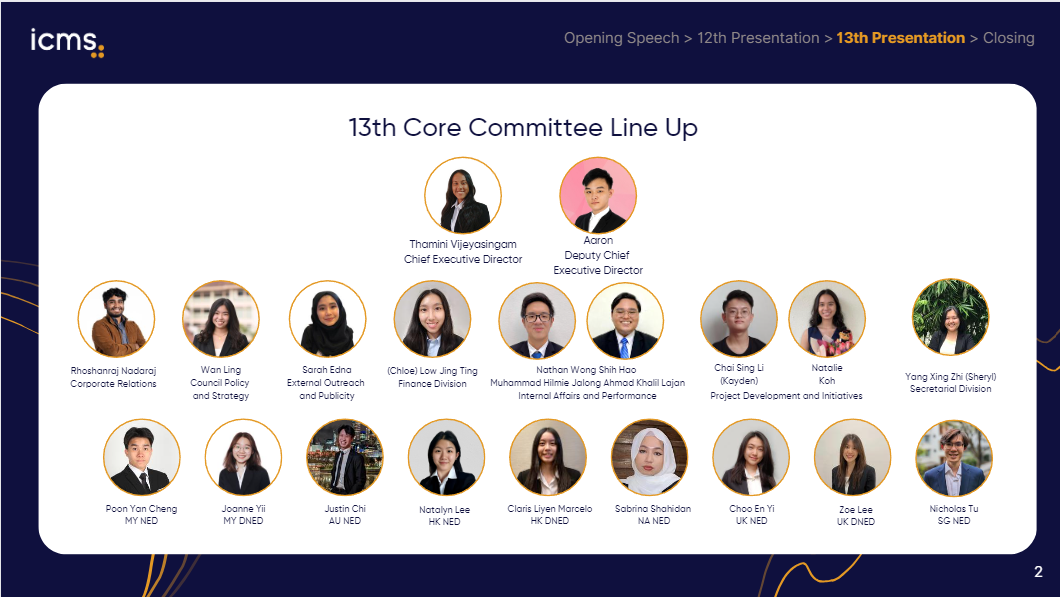 icms
Opening Speech > 12th Presentation > 13th Presentation > Closing
13th Core Committee Line Up
Thamini Vijeyasingam
Chief Executive Director
Aaron
Deputy Chief
Executive Director
Rhoshanraj Nadaraj
Corporate Relations
Wan Ling
Council Policy
and Strategy
Sarah Edna
External Outreach
and Publicity
(Chloe) Low Jing Ting
Finance Division
Nathan Wong Shih Hao
Muhammad Hilmie Jalong Ahmad Khalil Lajan
Internal Affairs and Performance
Chai Sing Li
(Kayden)
Natalie
Koh
Project Development and Initiatives
Yang Xing Zhi (Sheryl)
Secretarial Division
Poon Yan Cheng
MY NED
Joanne Yii
MY DNED
Justin Chi
AU NED
Natalyn Lee
HK NED
Claris Liyen Marcelo
HK DNED
Sabrina Shahidan
NA NED
Choo En Yi
UK NED
Zoe Lee
UK DNED
Nicholas Tu
SG NED
2